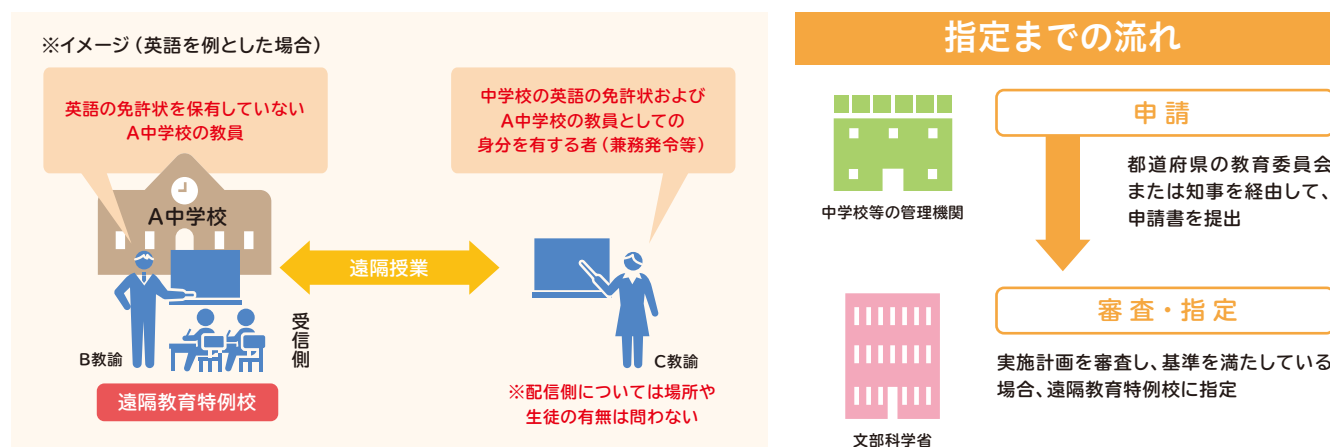 ※イメージ（英語を例とした場合）
英語の免許状を保有していない
A中学校の教員
中学校の英語の免許状および
A中学校の教員としての
身分を有する者（兼務発令等）
A中学校
遠隔授業
受信側
B教諭
C教諭
遠隔教育特例校
※配信側については場所や
生徒の有無は問わない
指定までの流れ
中学校等の管理機関
申請
都道府県の教育委員会
または知事を経由して、
申請書を提出
文部科学省
審査・指定
実施計画を審査し、基準を満たしている
場合、遠隔教育特例校に指定